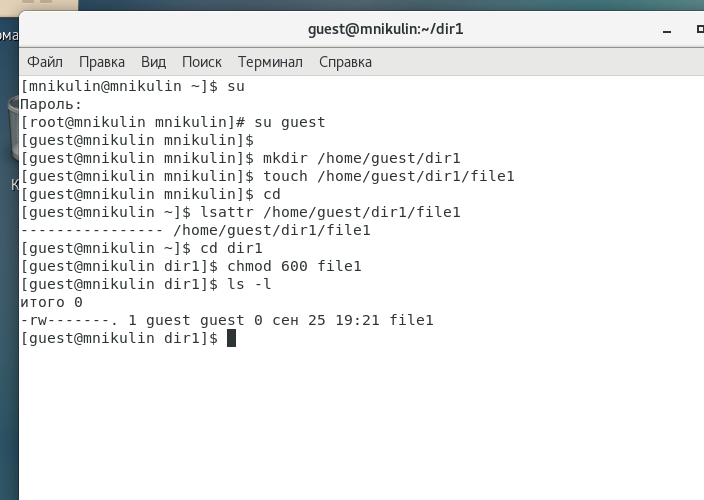 guest@mnikulin:~/dir1
Файл Правка Вид Поиск Терминал Справка
[mnikulin@mnikulin ~]$ su
Пароль:
[root@mnikulin mnikulin]# su guest
[guest@mnikulin mnikulin]$
[guest@mnikulin mnikulin]$ mkdir /home/guest/dir1
[guest@mnikulin mnikulin]$ touch /home/guest/dir1/file1
[guest@mnikulin mnikulin]$ cd
[guest@mnikulin ~]$ lsattr /home/guest/dir1/file1
---------------- /home/guest/dir1/file1
[guest@mnikulin ~]$ cd dir1
[guest@mnikulin dir1]$ chmod 600 file1
[guest@mnikulin dir1]$ ls -l
итого 0
-rw-------. 1 guest guest 0 сен 25 19:21 file1
[guest@mnikulin dir1]$